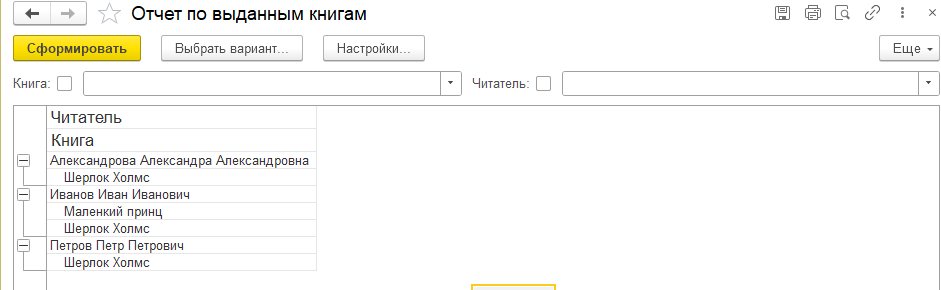 Отчет по выданным книгам
Сформировать Выбрать вариант... Настройки... Еще
Книга: Читатель:
Читатель
Книга
Александрова Александра Александровна
Шерлок Холмс
Иванов Иван Иванович
Маленкий принц
Шерлок Холмс
Петров Петр Петрович
Шерлок Холмс